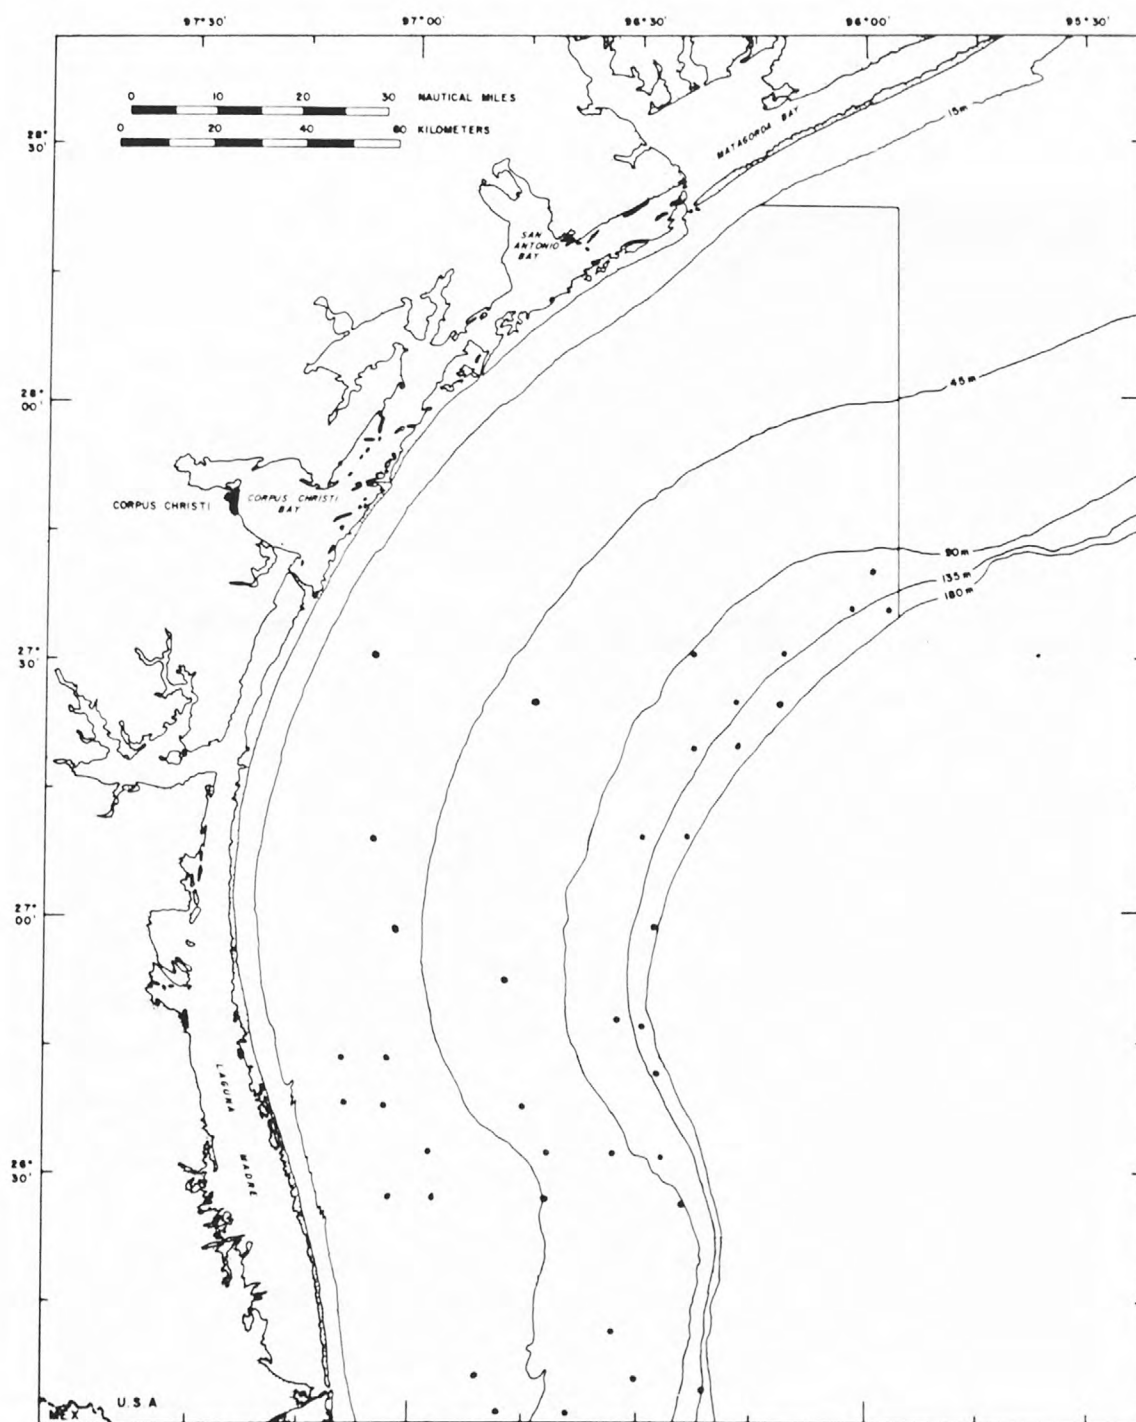 97°30' 97°00' 96°30' 96°00' 95°30'
0 10 20 30 NAUTICAL MILES
0 20 40 60 KILOMETERS
28°
30'
MATAGORDA BAY
15m
SAN
ANTONIO
BAY
45m
28°
00'
CORPUS CHRISTI
CORPUS CHRISTI
BAY
90m
135m
180m
27°
30'
27°
00'
LAGUNA
MADRE
26°
30'
U.S.A
MEX